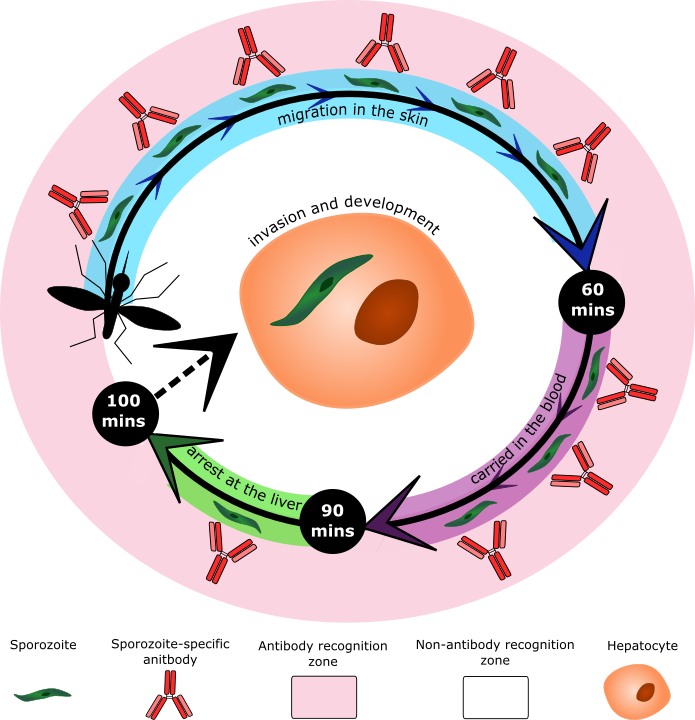 migration in the skin
invasion and development
60
mins
carried in the blood
100
mins
arrest at the liver
90
mins
Sporozoite
Sporozoite-specific
anitbody
Antibody recognition
zone
Non-antibody recognition
zone
Hepatocyte